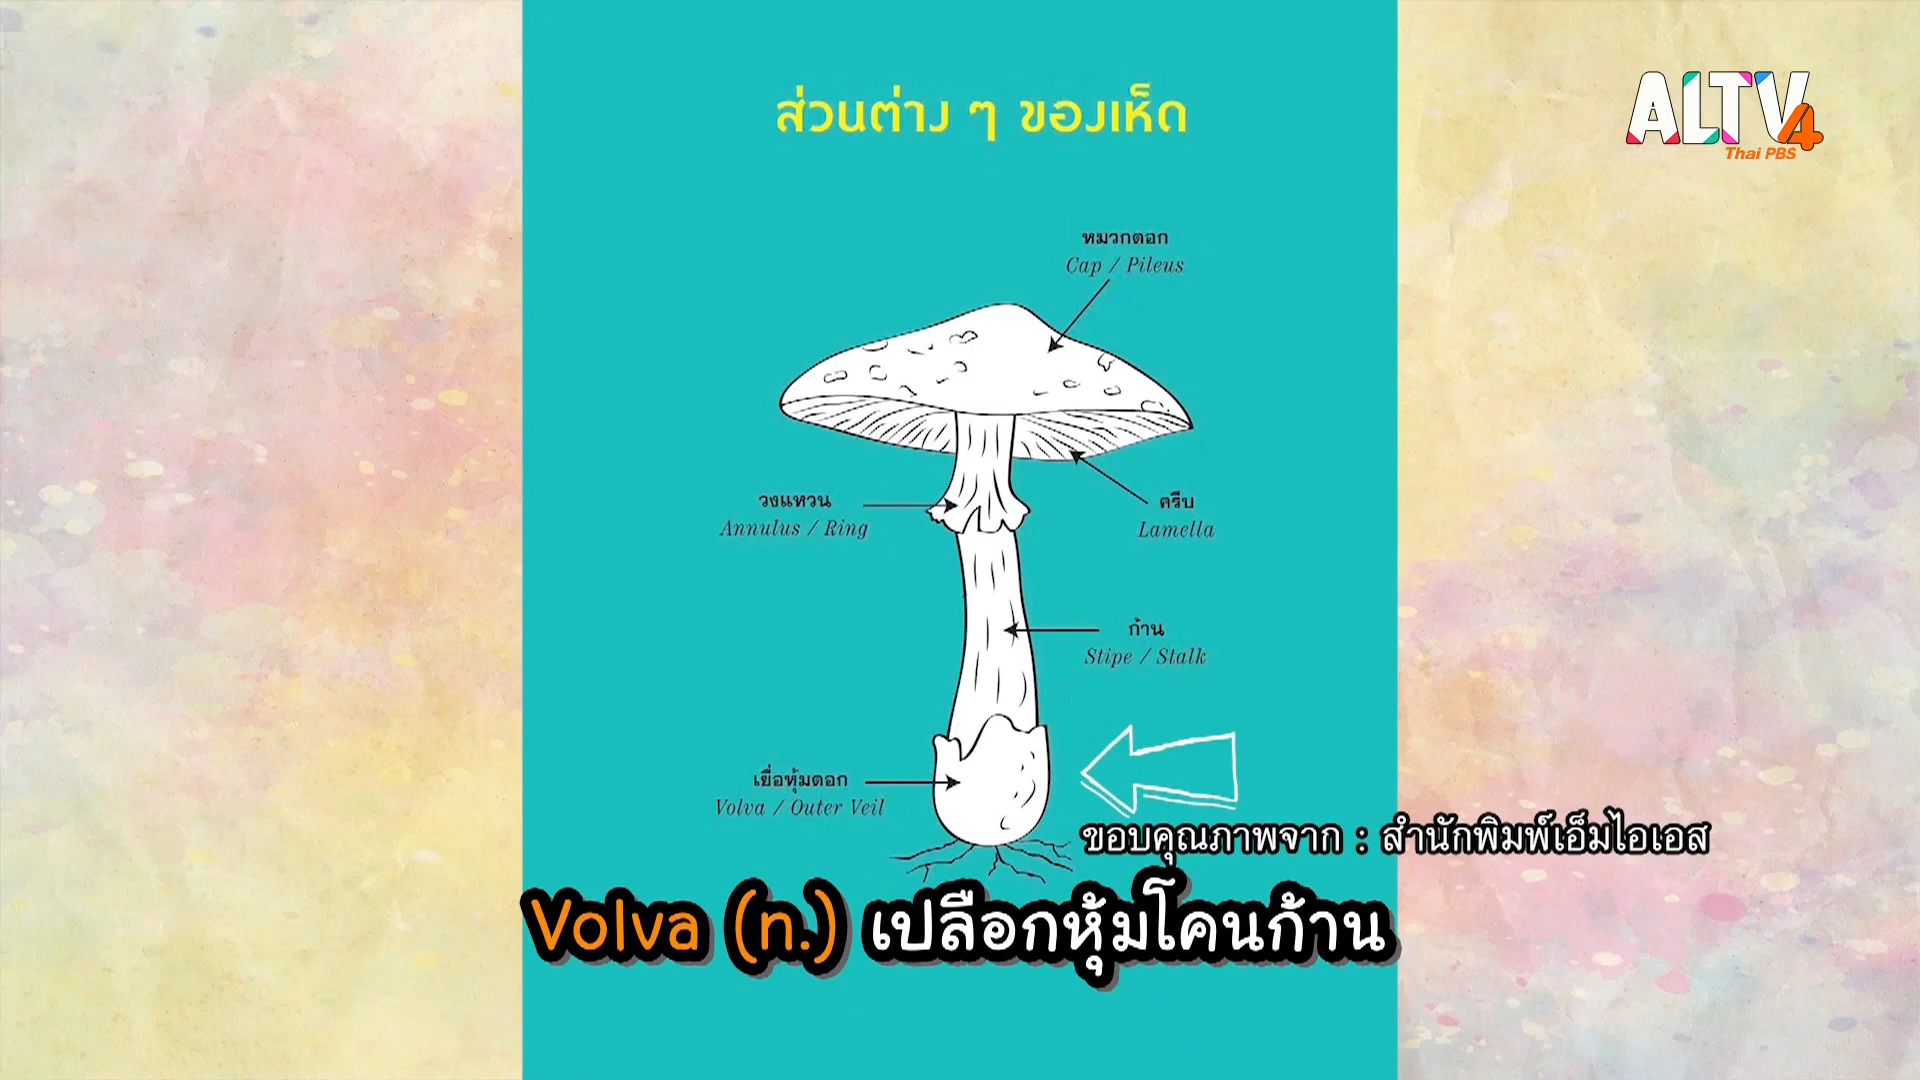 ส่วนต่าง ๆ ของเห็ด
ALTV4
Thai PBS
หมวกดอก
Cap / Pileus
วงแหวน
Annulus / Ring
ครีบ
Lamella
ก้าน
Stipe / Stalk
เยื่อหุ้มดอก
Volva / Outer Veil
ขอบคุณภาพจาก : สำนักพิมพ์เอ็มไอเอส
Volva (n.) เปลือกหุ้มโคนก้าน